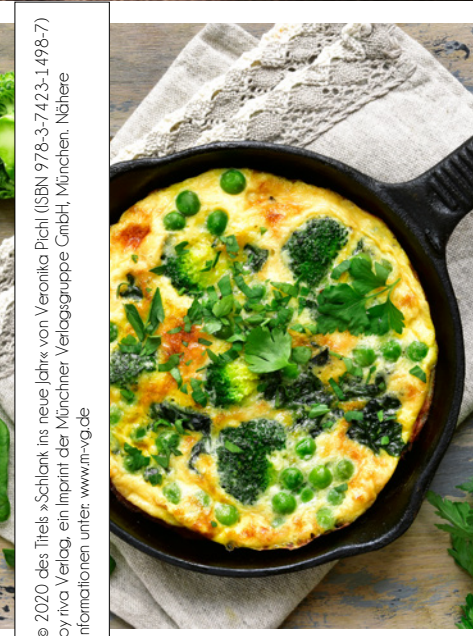 © 2020 des Titels »Schlank ins neue Jahr« von Veronika Pichl (ISBN 978-3-7423-1498-7)
by riva Verlag, ein Imprint der Münchner Verlagsgruppe GmbH, München. Nähere
Informationen unter: www.m-vg.de